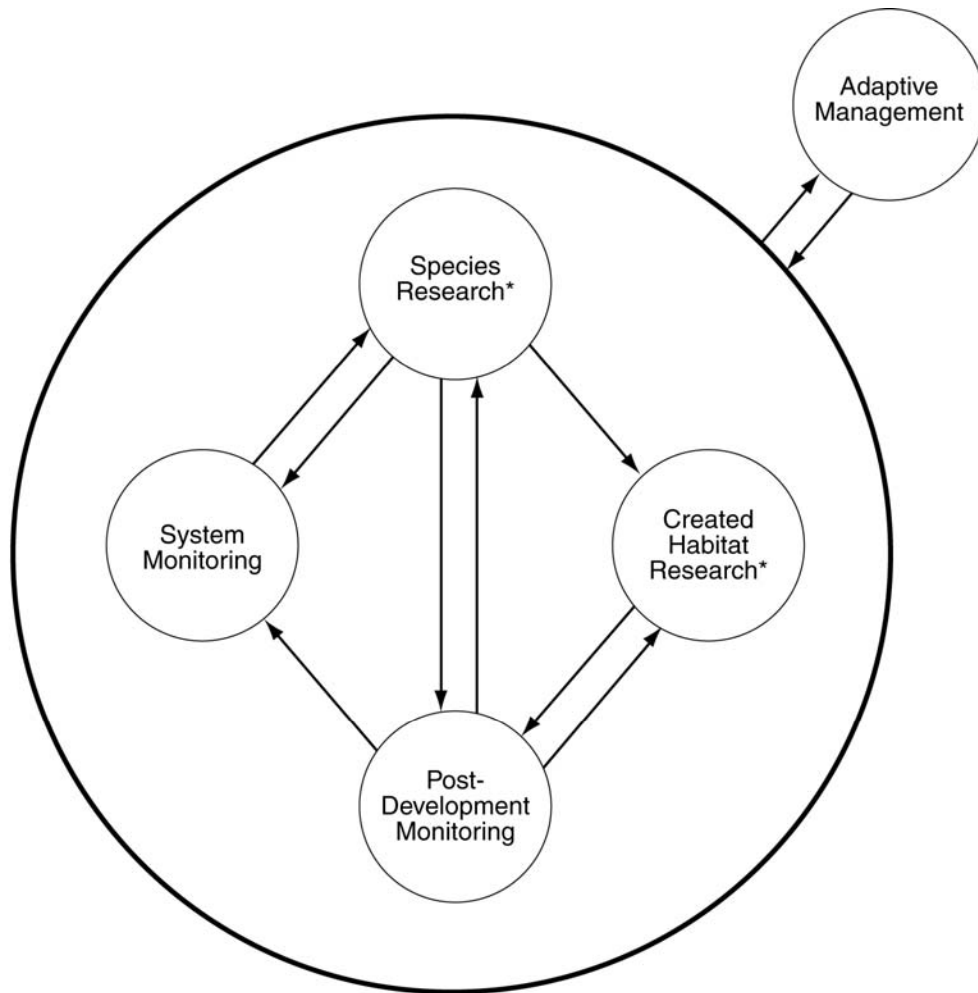 Adaptive
Management
Species
Research*
System
Monitoring
Created
Habitat
Research*
Post-
Development
Monitoring